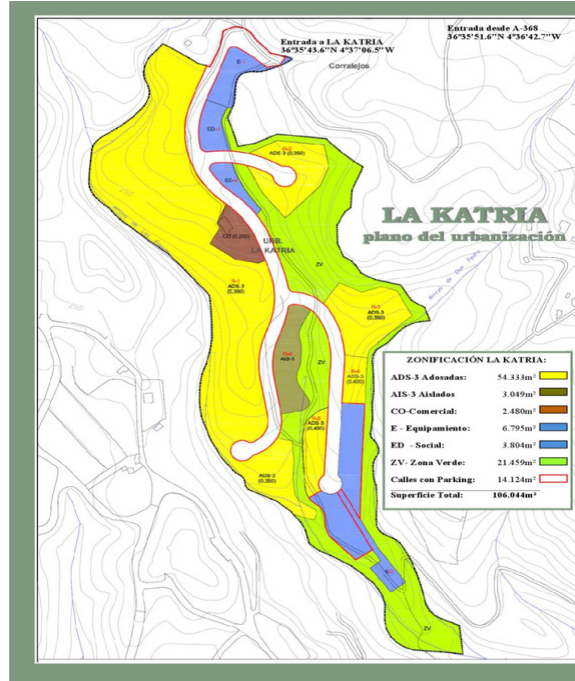 Entrada a LA KATRIA
36°35'43.6"N 4°37'06.5"W
Entrada desde A-368
36°35'51.6"N 4°36'42.7"W
Corralejos
ADS 3 (0,350)
LA KATRIA
plano del urbanización
CO (0,200)
URB.
LA KATRIA
ZV
ADS-3
(0,350)
ADS-3
(0,350)
AIS-3
ZV
ADS-3
(0,400)
ADS-3
(0,400)
ADS-3
(0,350)
ZV
ZONIFICACIÓN LA KATRIA:
ADS-3 Adosadas: 54.333m²
AIS-3 Aislados 3.049m²
CO-Comercial: 2.480m²
E - Equipamiento: 6.795m²
ED - Social: 3.804m²
ZV- Zona Verde: 21.459m²
Calles con Parking: 14.124m²
Superficie Total: 106.044m²